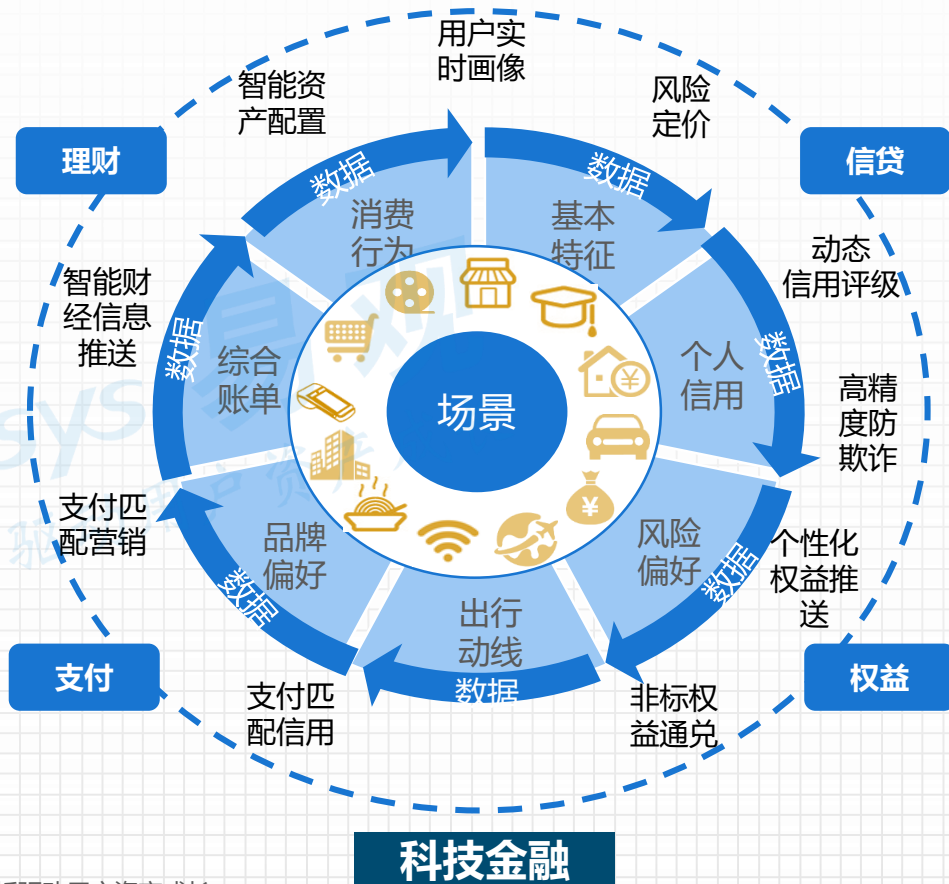 用户实
时画像
智能资
产配置
风险
定价
理财
信贷
数据
数据
消费
行为
基本
特征
动态
信用评级
智能财
经信息
推送
数据
数据
综合
账单
个人
信用
场景
高精
度防
欺诈
支付匹
配营销
品牌
偏好
风险
偏好
个性化
权益推
送
数据
数据
出行
动线
数据
支付
权益
支付匹
配信用
非标权
益通兑
科技金融